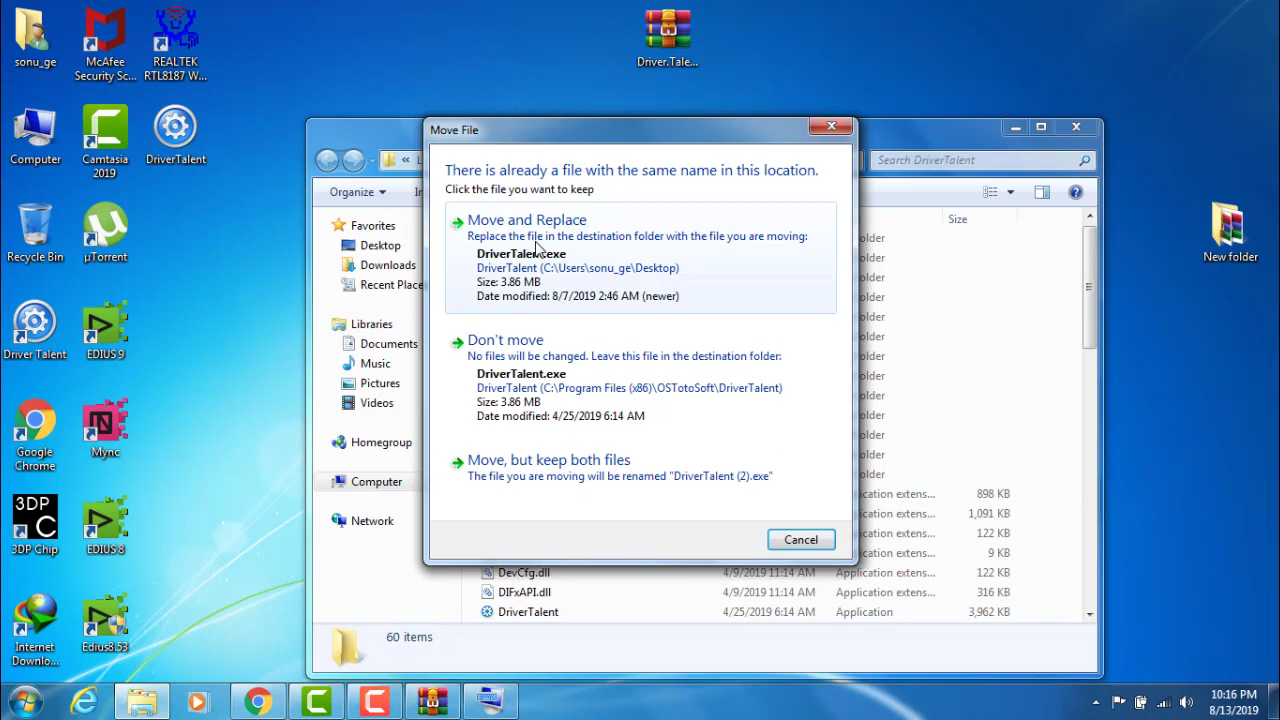 sonu_ge
McAfee
Security Sc...
REALTEK
RTL8187 W...
Driver.Tale...
Computer
Camtasia
2019
DriverTalent
Recycle Bin
µTorrent
New folder
Driver Talent
EDIUS 9
Google
Chrome
Mync
3DP
C
3DP Chip
EDIUS 8
Internet
Downlo...
Edius8.53
Search DriverTalent
Organize
Favorites
Desktop
Downloads
Recent Place
Libraries
Documents
Music
Pictures
Videos
Homegroup
Computer
Network
Size
older
older
older
older
older
older
older
older
older
older
older
older
older
Application extens... 898 KB
Application extens... 1,091 KB
Application extens... 122 KB
Application extens... 9 KB
DevCfg.dll 4/9/2019 11:14 AM Application extens... 122 KB
DIFxAPI.dll 4/9/2019 11:14 AM Application extens... 316 KB
DriverTalent 4/25/2019 6:14 AM Application 3,962 KB
60 items
Move File
There is already a file with the same name in this location.
Click the file you want to keep
Move and Replace
Replace the file in the destination folder with the file you are moving:
DriverTalent.exe
DriverTalent (C:\Users\sonu_ge\Desktop)
Size: 3.86 MB
Date modified: 8/7/2019 2:46 AM (newer)
Don't move
No files will be changed. Leave this file in the destination folder:
DriverTalent.exe
DriverTalent (C:\Program Files (x86)\OSTotoSoft\DriverTalent)
Size: 3.86 MB
Date modified: 4/25/2019 6:14 AM
Move, but keep both files
The file you are moving will be renamed "DriverTalent (2).exe"
Cancel
10:16 PM
8/13/2019